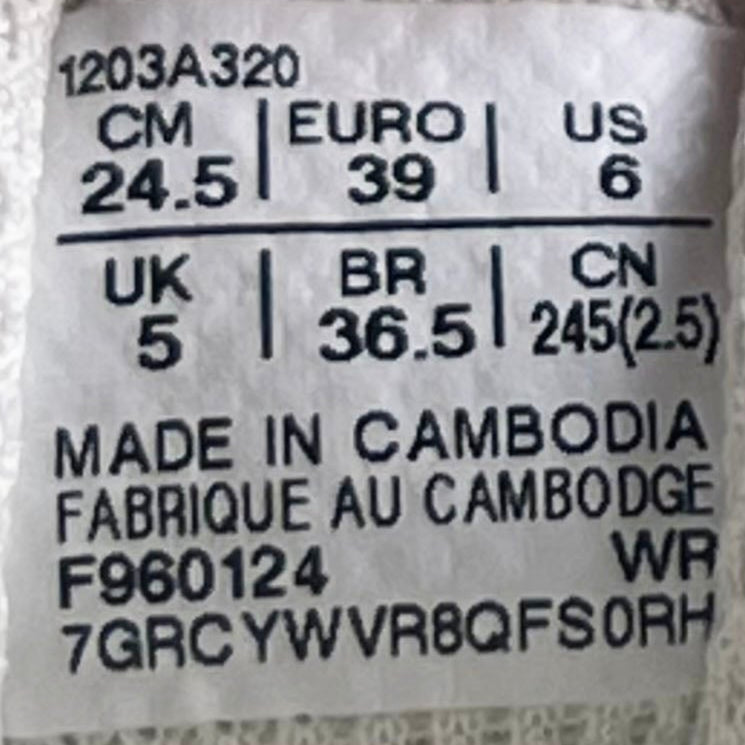 1203A320
CM | EURO | US
24.5 | 39 | 6
UK | BR | CN
5 | 36.5 | 245(2.5)
MADE IN CAMBODIA
FABRIQUE AU CAMBODGE
F960124 WR
7GRCYWVR8QFS0RH